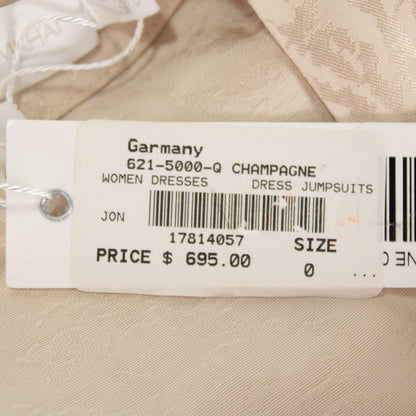 Garmany
621-5000-Q CHAMPAGNE
WOMEN DRESSES DRESS JUMPSUITS
JON
17814057 SIZE
PRICE $ 695.00 0 ...